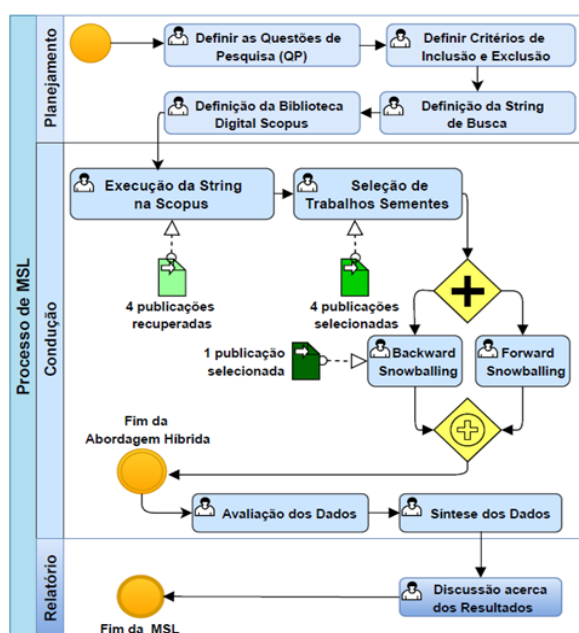 Processo de MSL
Planejamento
Definir as Questões de
Pesquisa (QP)
Definir Critérios de
Inclusão e Exclusão
Definição da Biblioteca
Digital Scopus
Definição da String
de Busca
Condução
Execução da String
na Scopus
Seleção de
Trabalhos Sementes
4 publicações
recuperadas
4 publicações
selecionadas
1 publicação
selecionada
Backward
Snowballing
Forward
Snowballing
Fim da
Abordagem Híbrida
Avaliação dos Dados
Síntese dos Dados
Relatório
Discussão acerca
dos Resultados
Fim da MSL